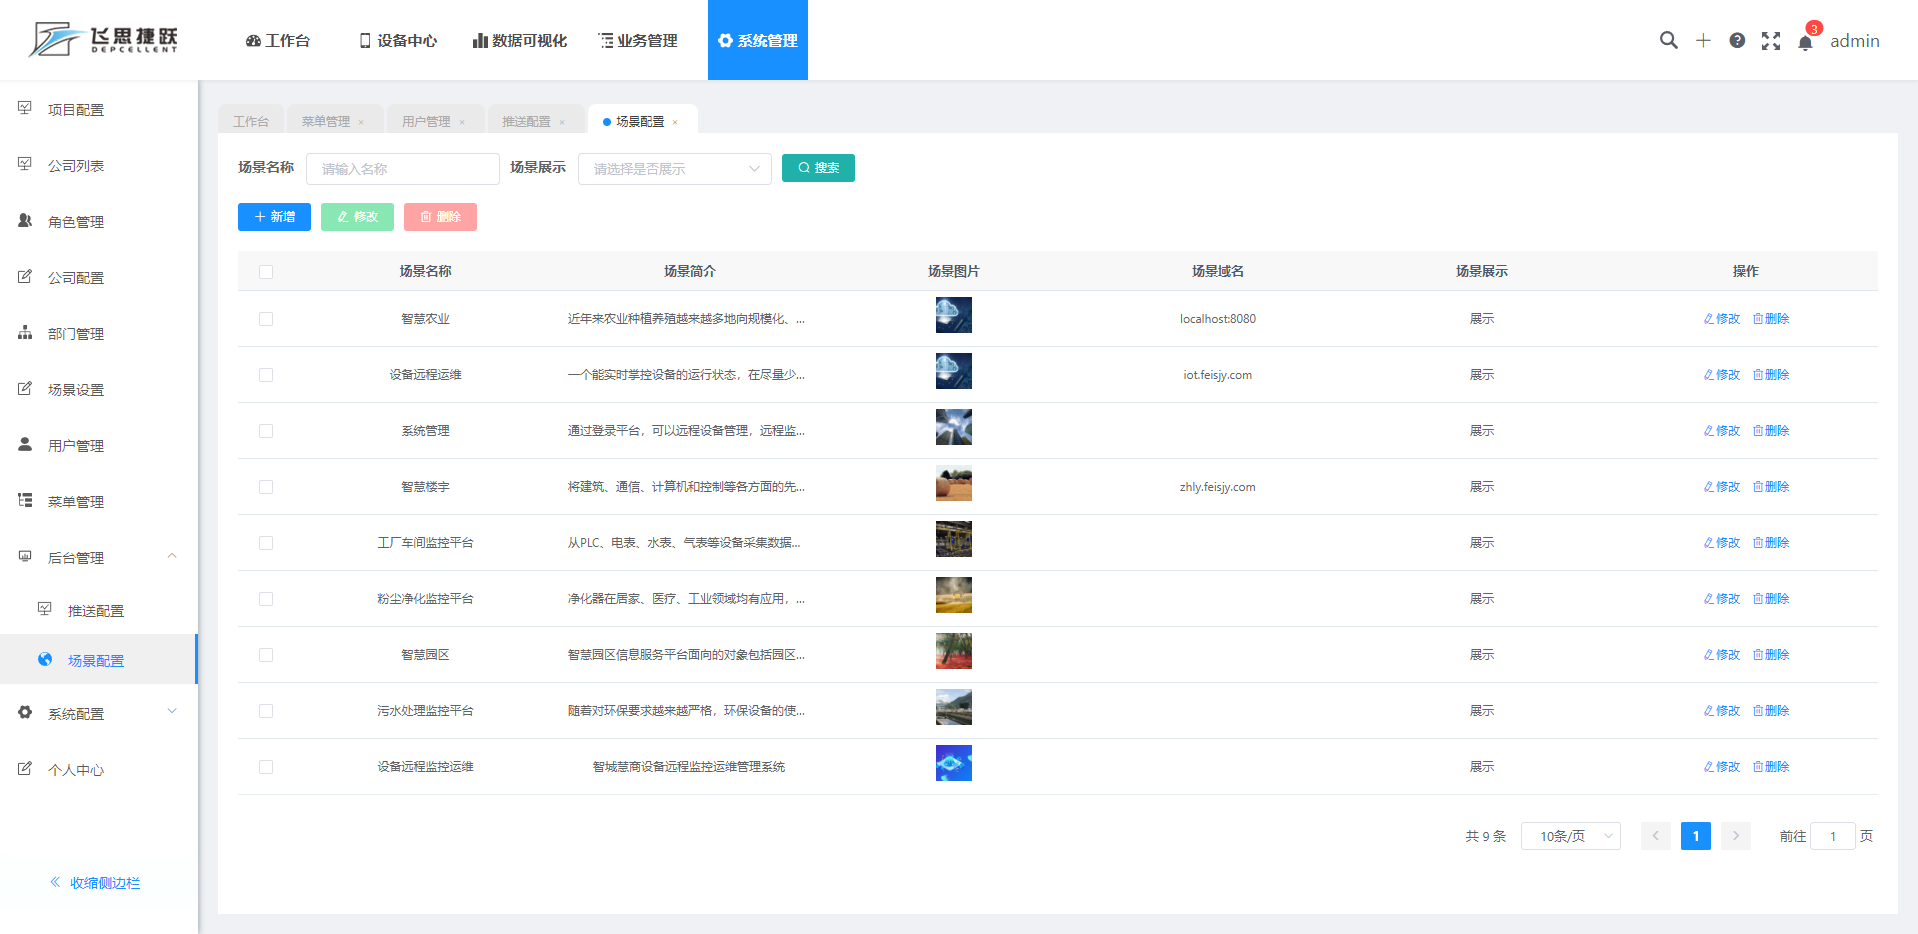 飞思捷跃
DEPCELLENT
工作台
设备中心
数据可视化
业务管理
系统管理
3
admin
项目配置
公司列表
角色管理
公司配置
部门管理
场景设置
用户管理
菜单管理
后台管理
推送配置
场景配置
系统配置
个人中心
收缩侧边栏
工作台 菜单管理 × 用户管理 × 推送配置 × 场景配置 ×
场景名称 请输入名称 场景展示 请选择是否展示 搜索
新增 修改 删除
场景名称 场景简介 场景图片 场景域名 场景展示 操作
智慧农业 近年来农业种植养殖越来越多地向规模化、... localhost:8080 展示 修改 删除
设备远程运维 一个能实时掌控设备的运行状态，在尽量少... iot.feisjy.com 展示 修改 删除
系统管理 通过登录平台，可以远程设备管理，远程监... 展示 修改 删除
智慧楼宇 将建筑、通信、计算机和控制等各方面的先... zhly.feisjy.com 展示 修改 删除
工厂车间监控平台 从PLC、电表、水表、气表等设备采集数据... 展示 修改 删除
粉尘净化监控平台 净化器在居家、医疗、工业领域均有应用，... 展示 修改 删除
智慧园区 智慧园区信息服务平台面向的对象包括园区... 展示 修改 删除
污水处理监控平台 随着对环保要求越来越严格，环保设备的使... 展示 修改 删除
设备远程监控运维 智城慧商设备远程监控运维管理系统 展示 修改 删除
共 9 条 10条/页 1 前往 1 页